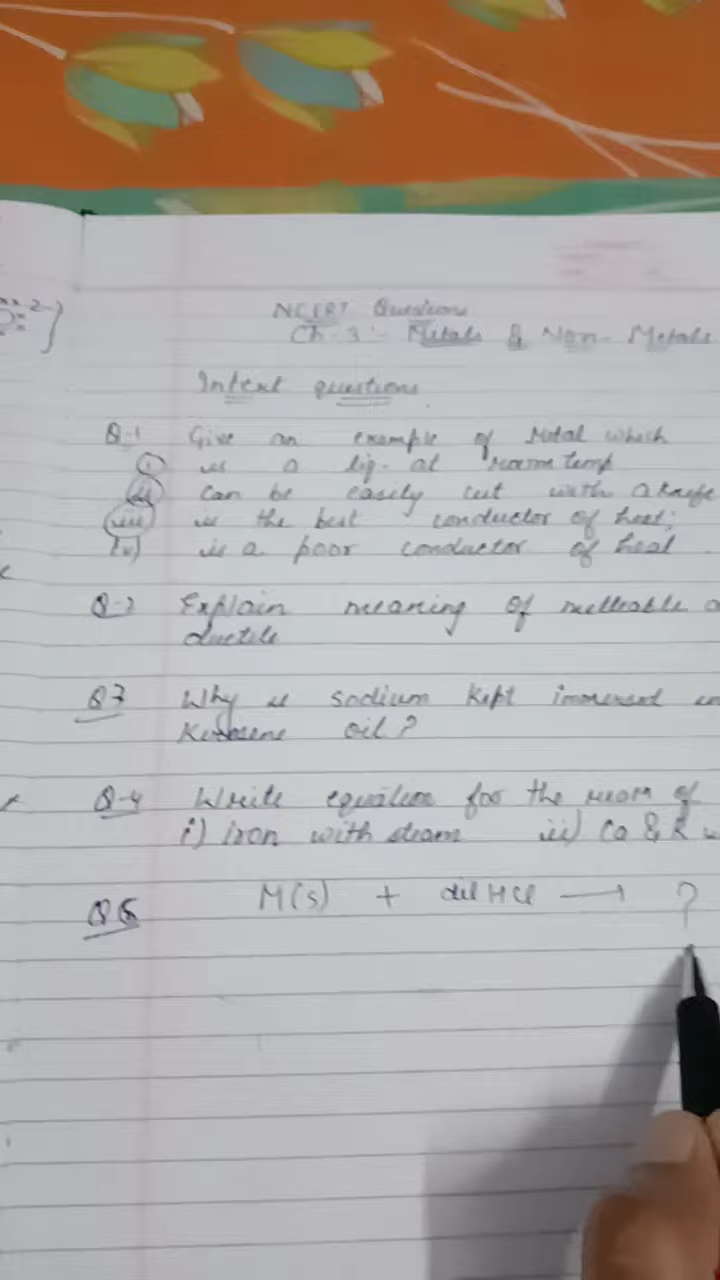 NCERT Questions
Ch-3:- Metals & Non-Metals
Intext questions.
Q-1 Give an example of Metal which
(i) is a liq. at room temp
(ii) can be easily cut with a knife
(iii) is the best conductor of heat;
(iv) is a poor conductor of heat.
Q-2 Explain meaning of melleable
ductile
Q3 Why is sodium kept immersed in
Kerosene oil?
Q-4 Write equation for the reaon of
i) iron with steam ii) Ca & K
Q5 M(s) + dil HCl → ?